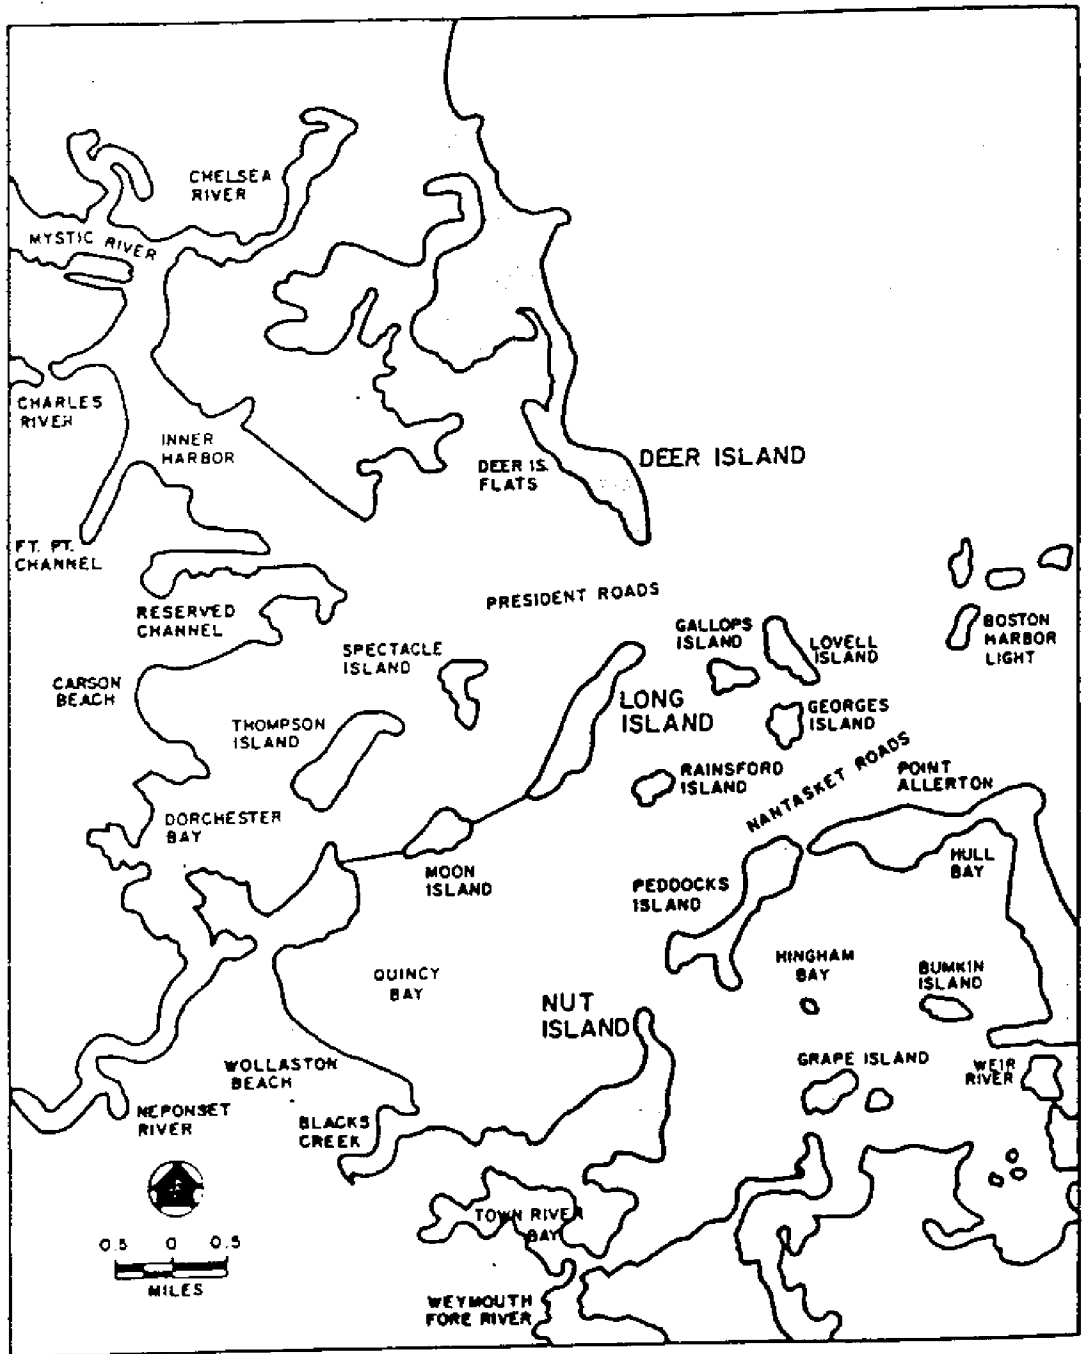 CHELSEA
RIVER
MYSTIC RIVER
CHARLES
RIVER
INNER
HARBOR
DEER IS.
FLATS
DEER ISLAND
FT. PT.
CHANNEL
RESERVED
CHANNEL
PRESIDENT ROADS
GALLOPS
ISLAND
LOVELL
ISLAND
BOSTON
HARBOR
LIGHT
SPECTACLE
ISLAND
CARSON
BEACH
LONG
ISLAND
GEORGES
ISLAND
THOMPSON
ISLAND
RAINSFORD
ISLAND
NANTASKET ROADS
POINT
ALLERTON
DORCHESTER
BAY
MOON
ISLAND
HULL
BAY
PEDDOCKS
ISLAND
QUINCY
BAY
HINGHAM
BAY
BUMKIN
ISLAND
NUT
ISLAND
WOLLASTON
BEACH
GRAPE ISLAND
WEIR
RIVER
NEPONSET
RIVER
BLACKS
CREEK
TOWN RIVER
BAY
0.5 0 0.5
MILES
WEYMOUTH
FORE RIVER